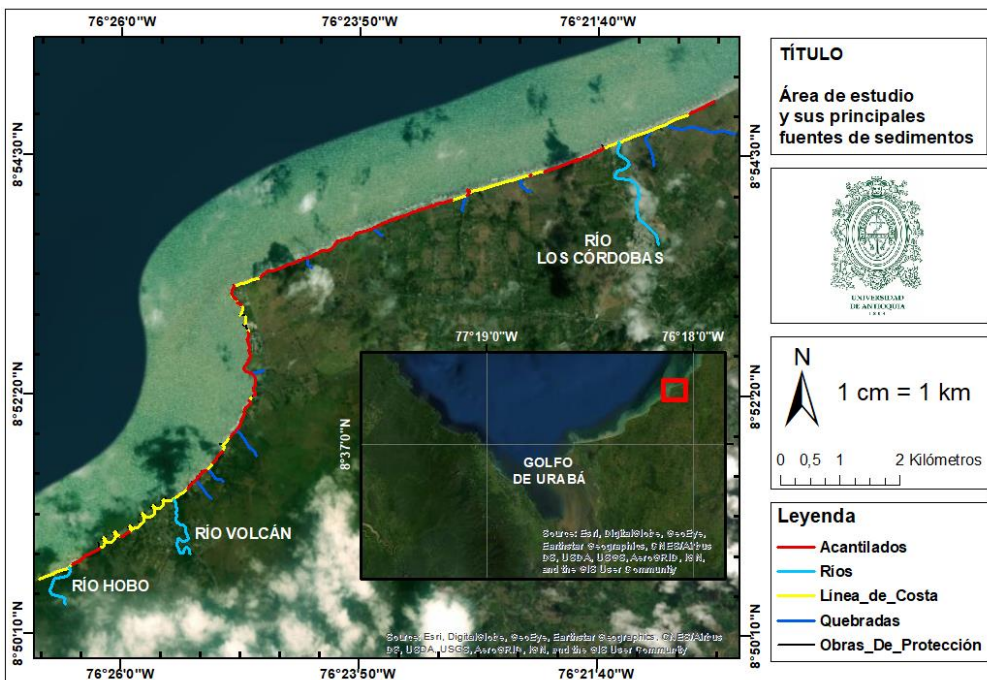 76°26'0"W
76°23'50"W
76°21'40"W
8°54'30"N
8°54'30"N
RÍO
LOS CÓRDOBAS
77°19'0"W
76°18'0"W
8°52'20"N
8°52'20"N
8°37'0"N
GOLFO
DE URABÁ
Source: Esri, DigitalGlobe, GeoEye,
Earthstar Geographics, CNES/Airbus
DS, USDA, USGS, AeroGRID, IGN,
and the GIS User Community
RÍO VOLCÁN
RÍO HOBO
8°50'10"N
8°50'10"N
Source: Esri, DigitalGlobe, GeoEye, Earthstar Geographics, CNES/Airbus
DS, USDA, USGS, AeroGRID, IGN, and the GIS User Community
76°26'0"W
76°23'50"W
76°21'40"W
TÍTULO
Área de estudio
y sus principales
fuentes de sedimentos
UNIVERSIDAD
DE ANTIOQUIA
1803
N
1 cm = 1 km
0 0,5 1 2 Kilómetros
Leyenda
Acantilados
Ríos
Línea_de_Costa
Quebradas
Obras_De_Protección